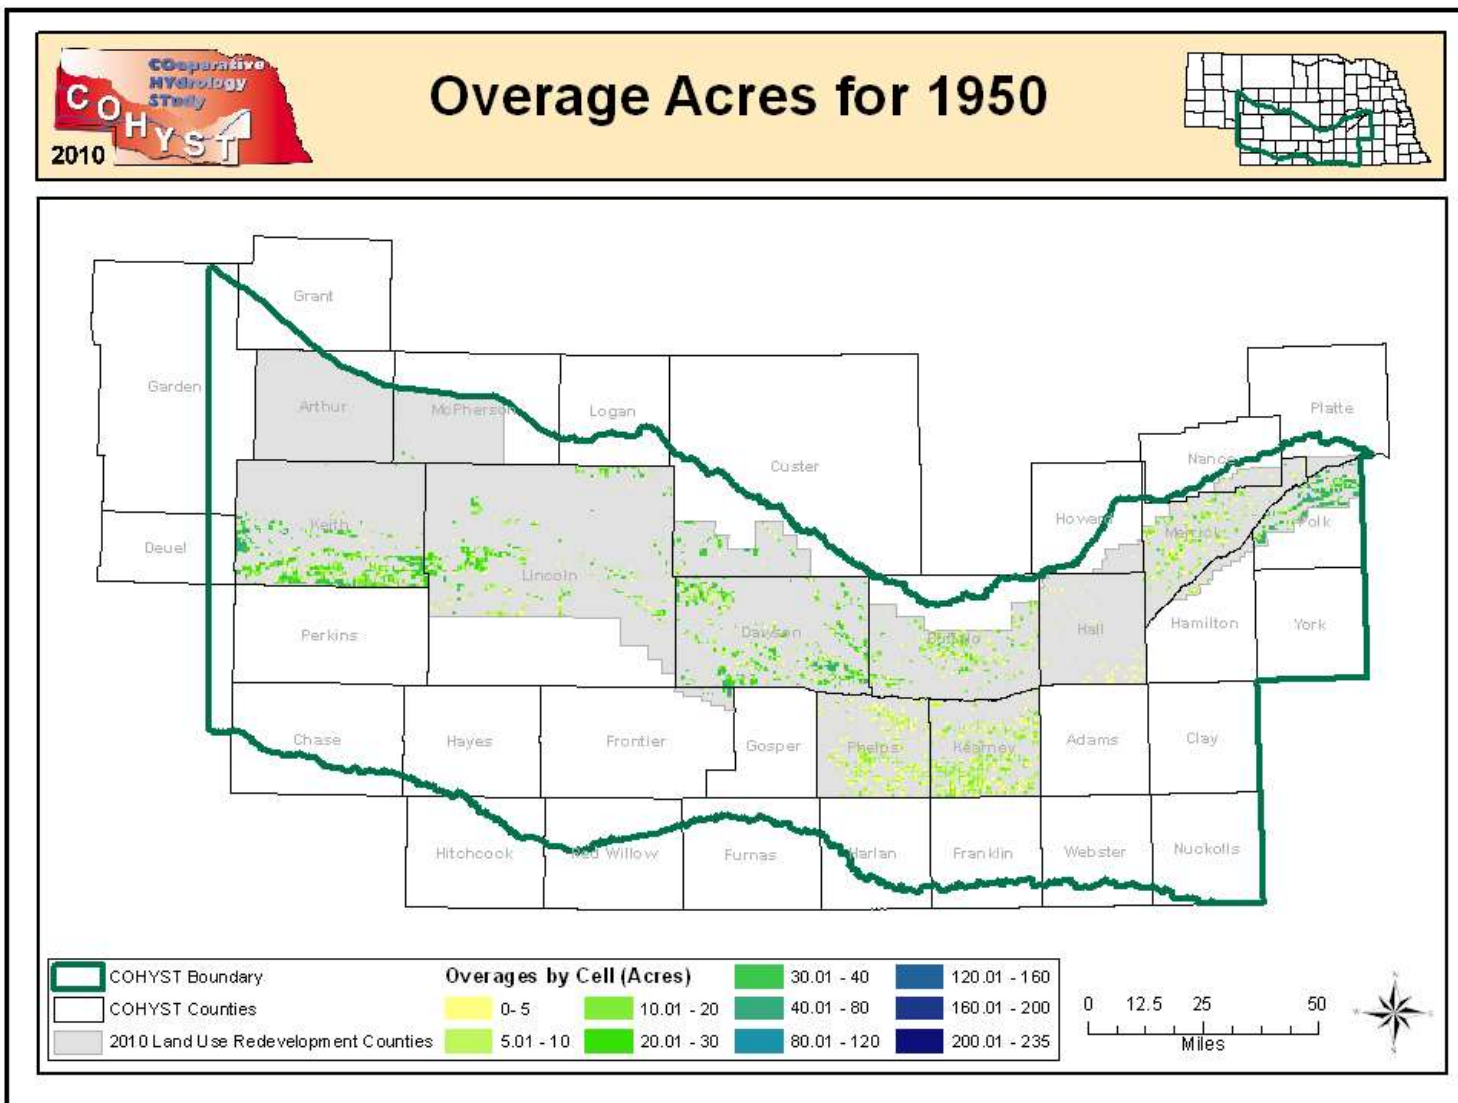 COoperative
HYdrology
STudy
COHYST
2010
Overage Acres for 1950
Grant
Garden
Arthur
McPherson
Logan
Platte
Custer
Nance
Keith
Howard
Merrick
Polk
Deuel
Lincoln
Perkins
Dawson
Buffalo
Hall
Hamilton
York
Chase
Hayes
Frontier
Gosper
Phelps
Kearney
Adams
Clay
Hitchcock
Red Willow
Furnas
Harlan
Franklin
Webster
Nuckolls
COHYST Boundary
COHYST Counties
2010 Land Use Redevelopment Counties
Overages by Cell (Acres)
0- 5
5.01 - 10
10.01 - 20
20.01 - 30
30.01 - 40
40.01 - 80
80.01 - 120
120.01 - 160
160.01 - 200
200.01 - 235
0 12.5 25 50
Miles